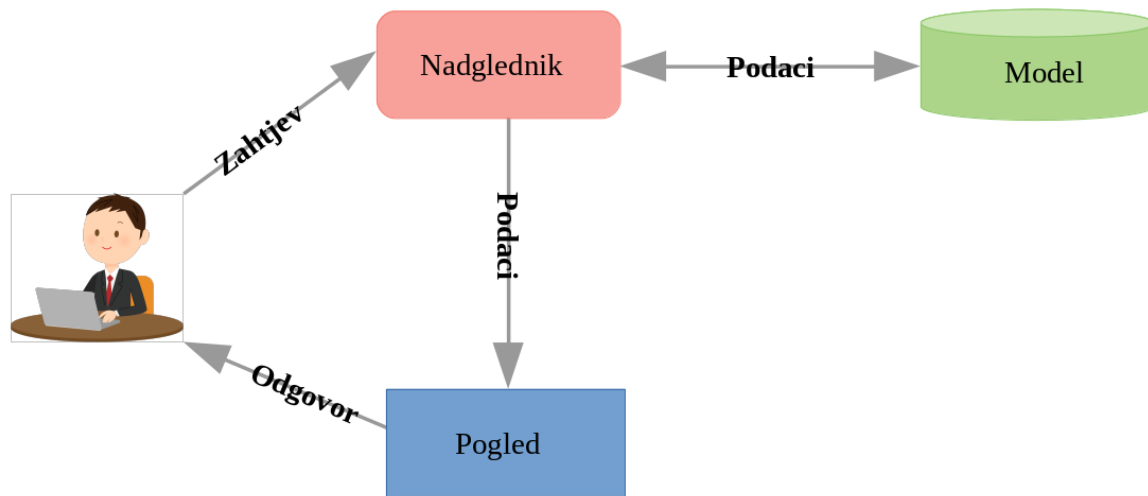 Nadglednik
Podaci
Model
Zahtjev
Podaci
Odgovor
Pogled